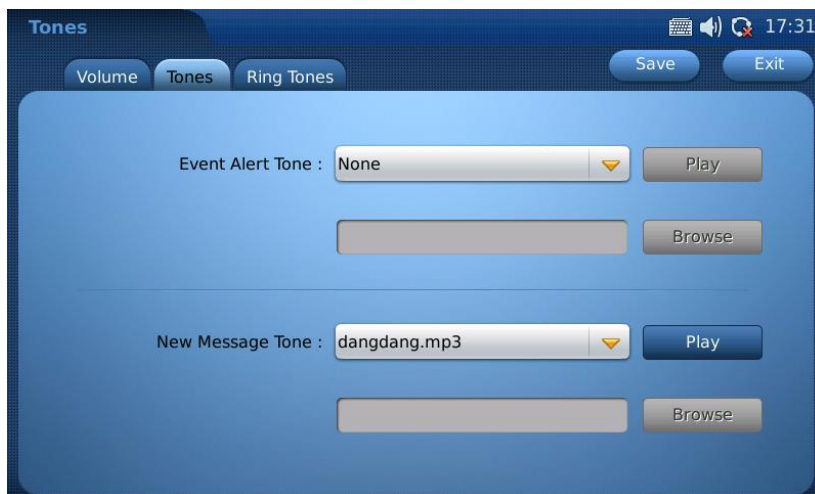 Tones 17:31
Save Exit
Volume Tones Ring Tones
Event Alert Tone : None Play
Browse
New Message Tone : dangdang.mp3 Play
Browse